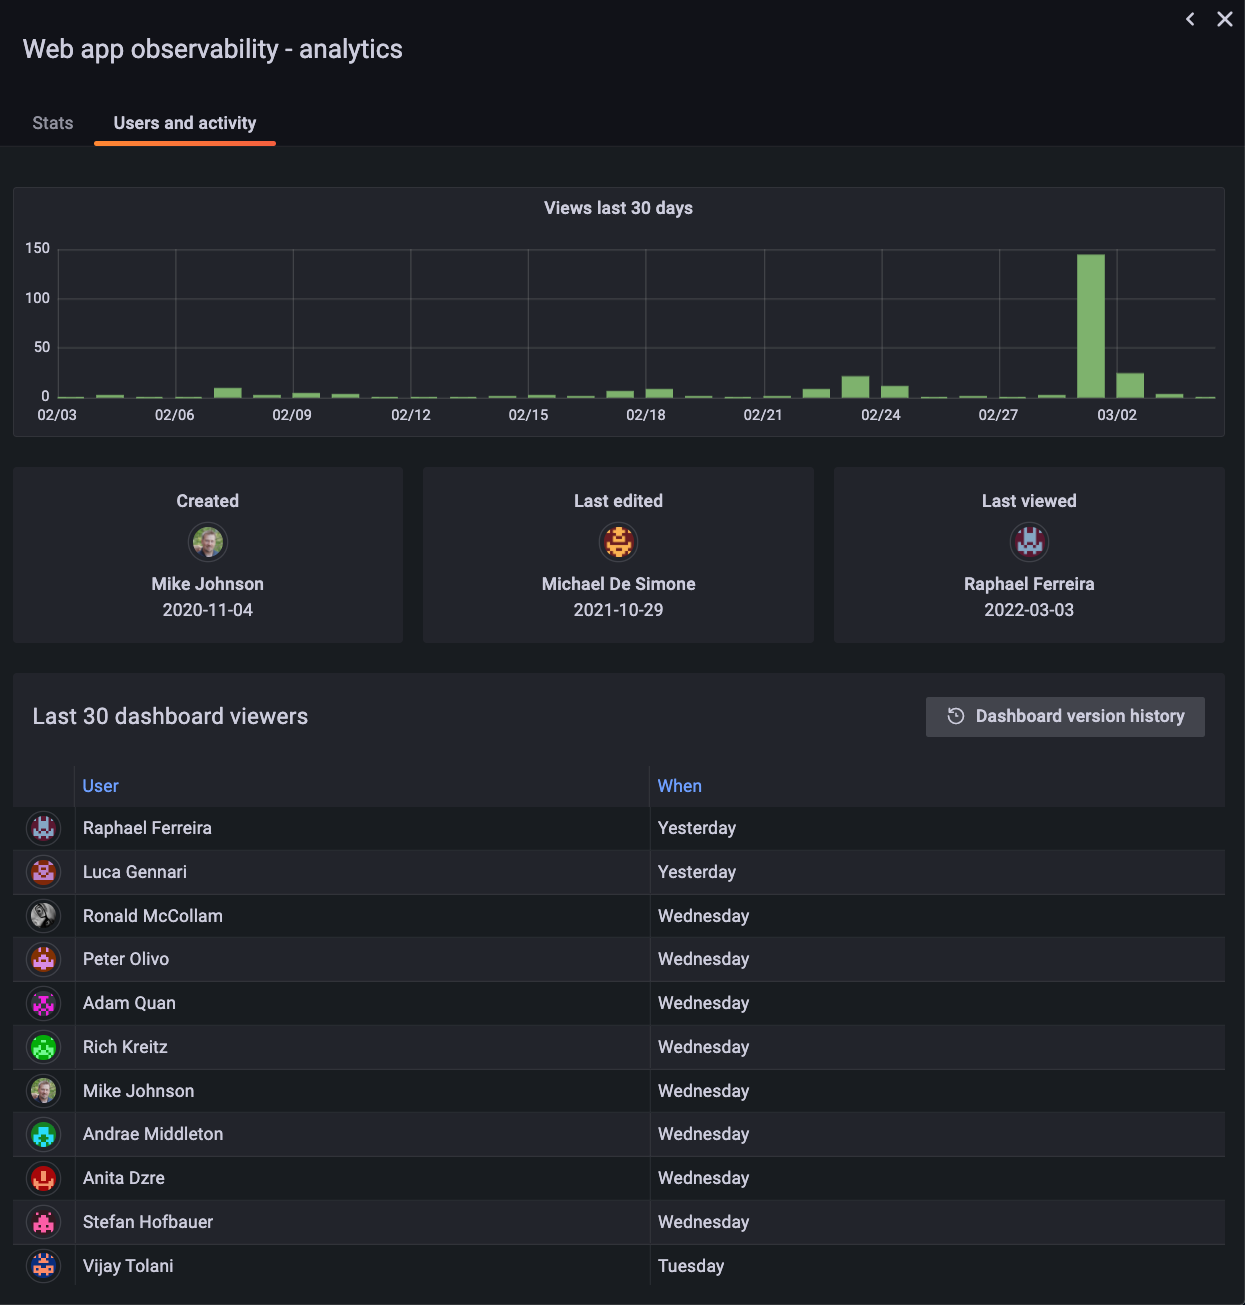 Web app observability - analytics
Stats Users and activity
Views last 30 days
150
100
50
0
02/03 02/06 02/09 02/12 02/15 02/18 02/21 02/24 02/27 03/02
Created Last edited Last viewed
Mike Johnson Michael De Simone Raphael Ferreira
2020-11-04 2021-10-29 2022-03-03
Last 30 dashboard viewers Dashboard version history
User When
Raphael Ferreira Yesterday
Luca Gennari Yesterday
Ronald McCollam Wednesday
Peter Olivo Wednesday
Adam Quan Wednesday
Rich Kreitz Wednesday
Mike Johnson Wednesday
Andrae Middleton Wednesday
Anita Dzre Wednesday
Stefan Hofbauer Wednesday
Vijay Tolani Tuesday